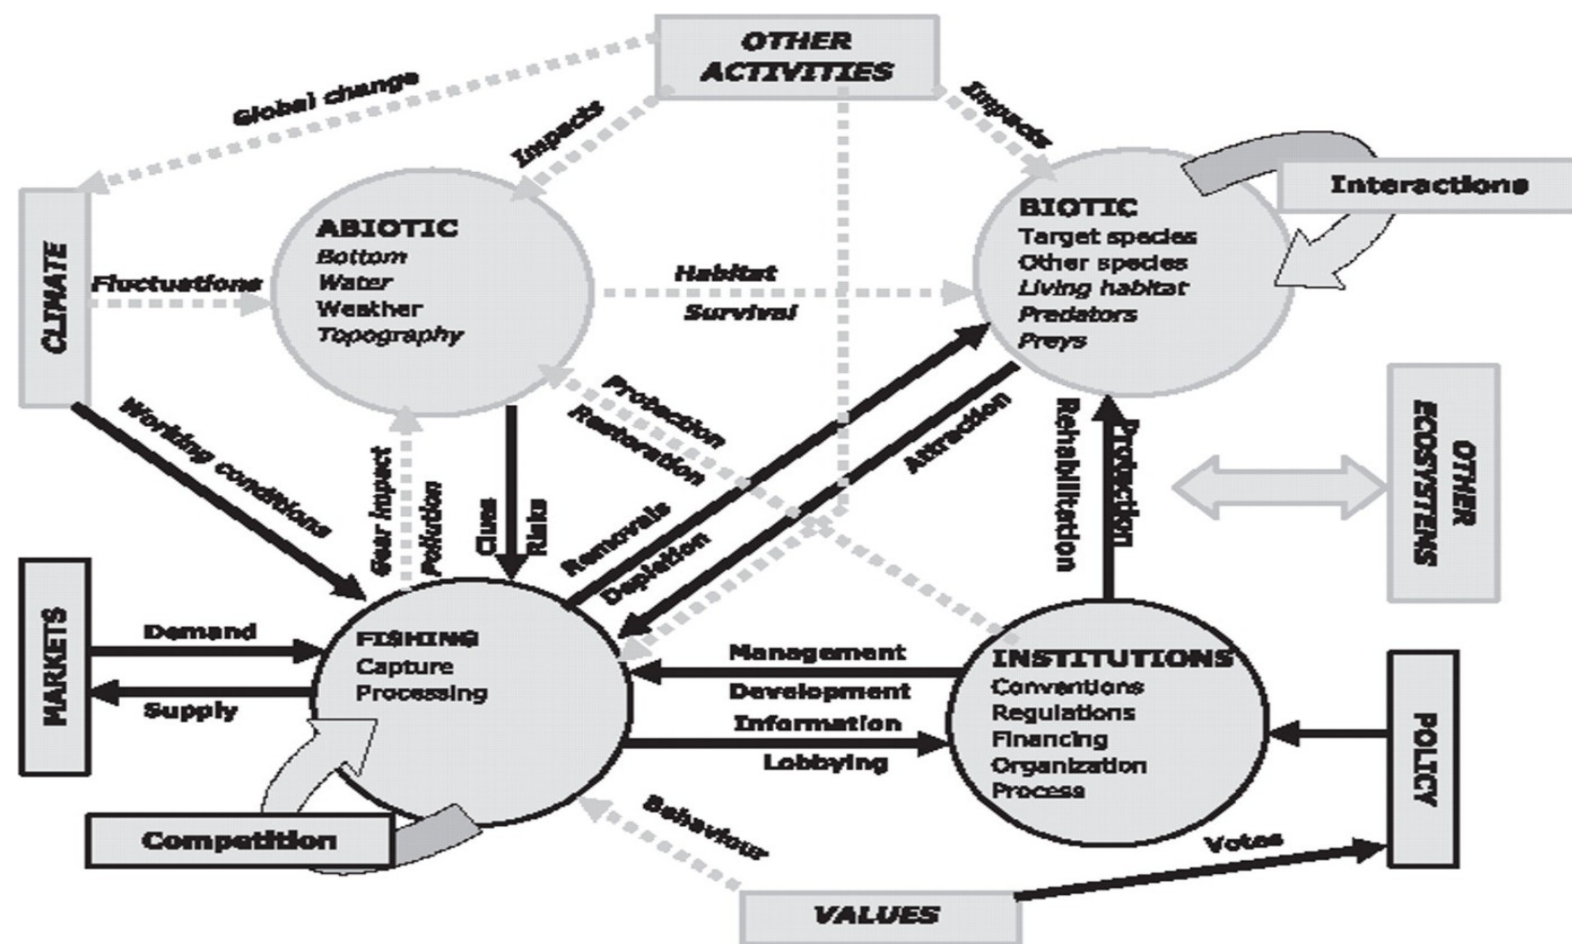 OTHER
ACTIVITIES
Global change
Impacts
Impacts
Interactions
CLIMATE
Fluctuations
ABIOTIC
Bottom
Water
Weather
Topography
Habitat
Survival
BIOTIC
Target species
Other species
Living habitat
Predators
Preys
Working conditions
Gear impact
Pollution
Clues
Risks
Protection
Restoration
Removals
Depletion
Attraction
Rehabilitation
Protection
OTHER
ECOSYSTEMS
MARKETS
Demand
Supply
FISHING
Capture
Processing
Management
Development
Information
Lobbying
INSTITUTIONS
Conventions
Regulations
Financing
Organization
Process
POLICY
Competition
Behaviour
Votes
VALUES